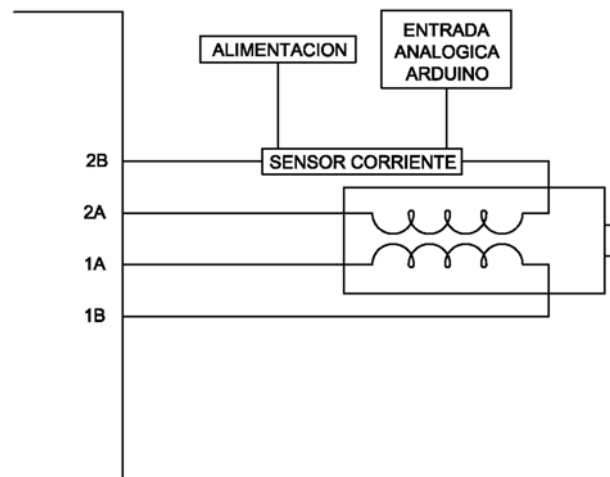 ALIMENTACION
ENTRADA
ANALOGICA
ARDUINO
2B
SENSOR CORRIENTE
2A
1A
1B